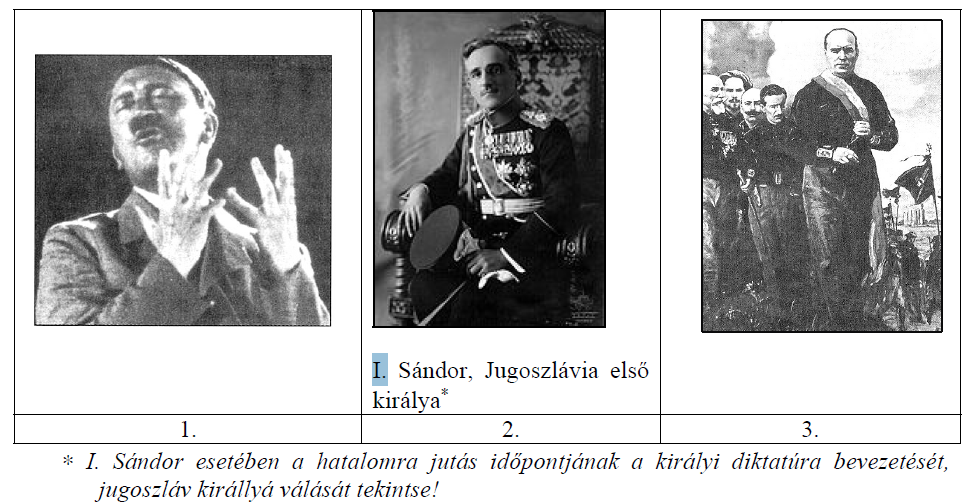 I. Sándor, Jugoszlávia első
királya*
1.
2.
3.
* I. Sándor esetében a hatalomra jutás időpontjának a királyi diktatúra bevezetését,
jugoszláv királlyá válását tekintse!